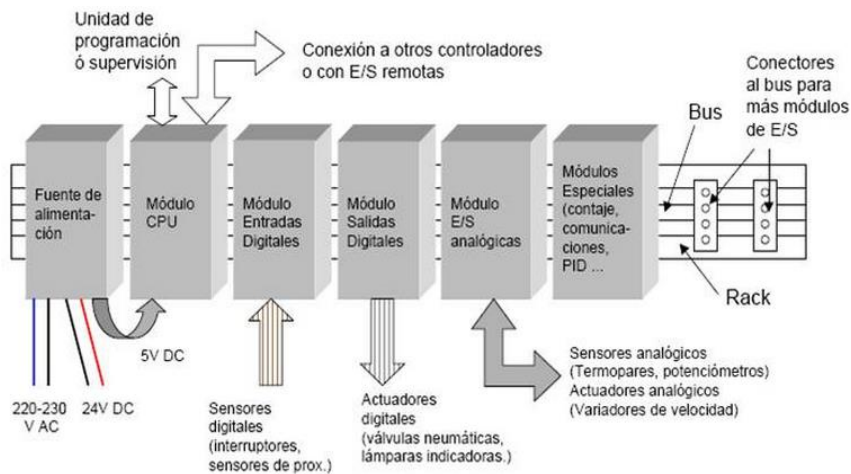 Unidad de
programación
ó supervisión
Conexión a otros controladores
o con E/S remotas
Conectores
al bus para
más módulos
de E/S
Bus
Fuente de
alimenta-
ción
Módulo
CPU
Módulo
Entradas
Digitales
Módulo
Salidas
Digitales
Módulo
E/S
analógicas
Módulos
Especiales
(contaje,
comunica-
ciones,
PID ...
Rack
5V DC
220-230
V AC
24V DC
Sensores
digitales
(interruptores,
sensores de prox.)
Actuadores
digitales
(válvulas neumáticas,
lámparas indicadoras.)
Sensores analógicos
(Termopares, potenciómetros)
Actuadores analógicos
(Variadores de velocidad)